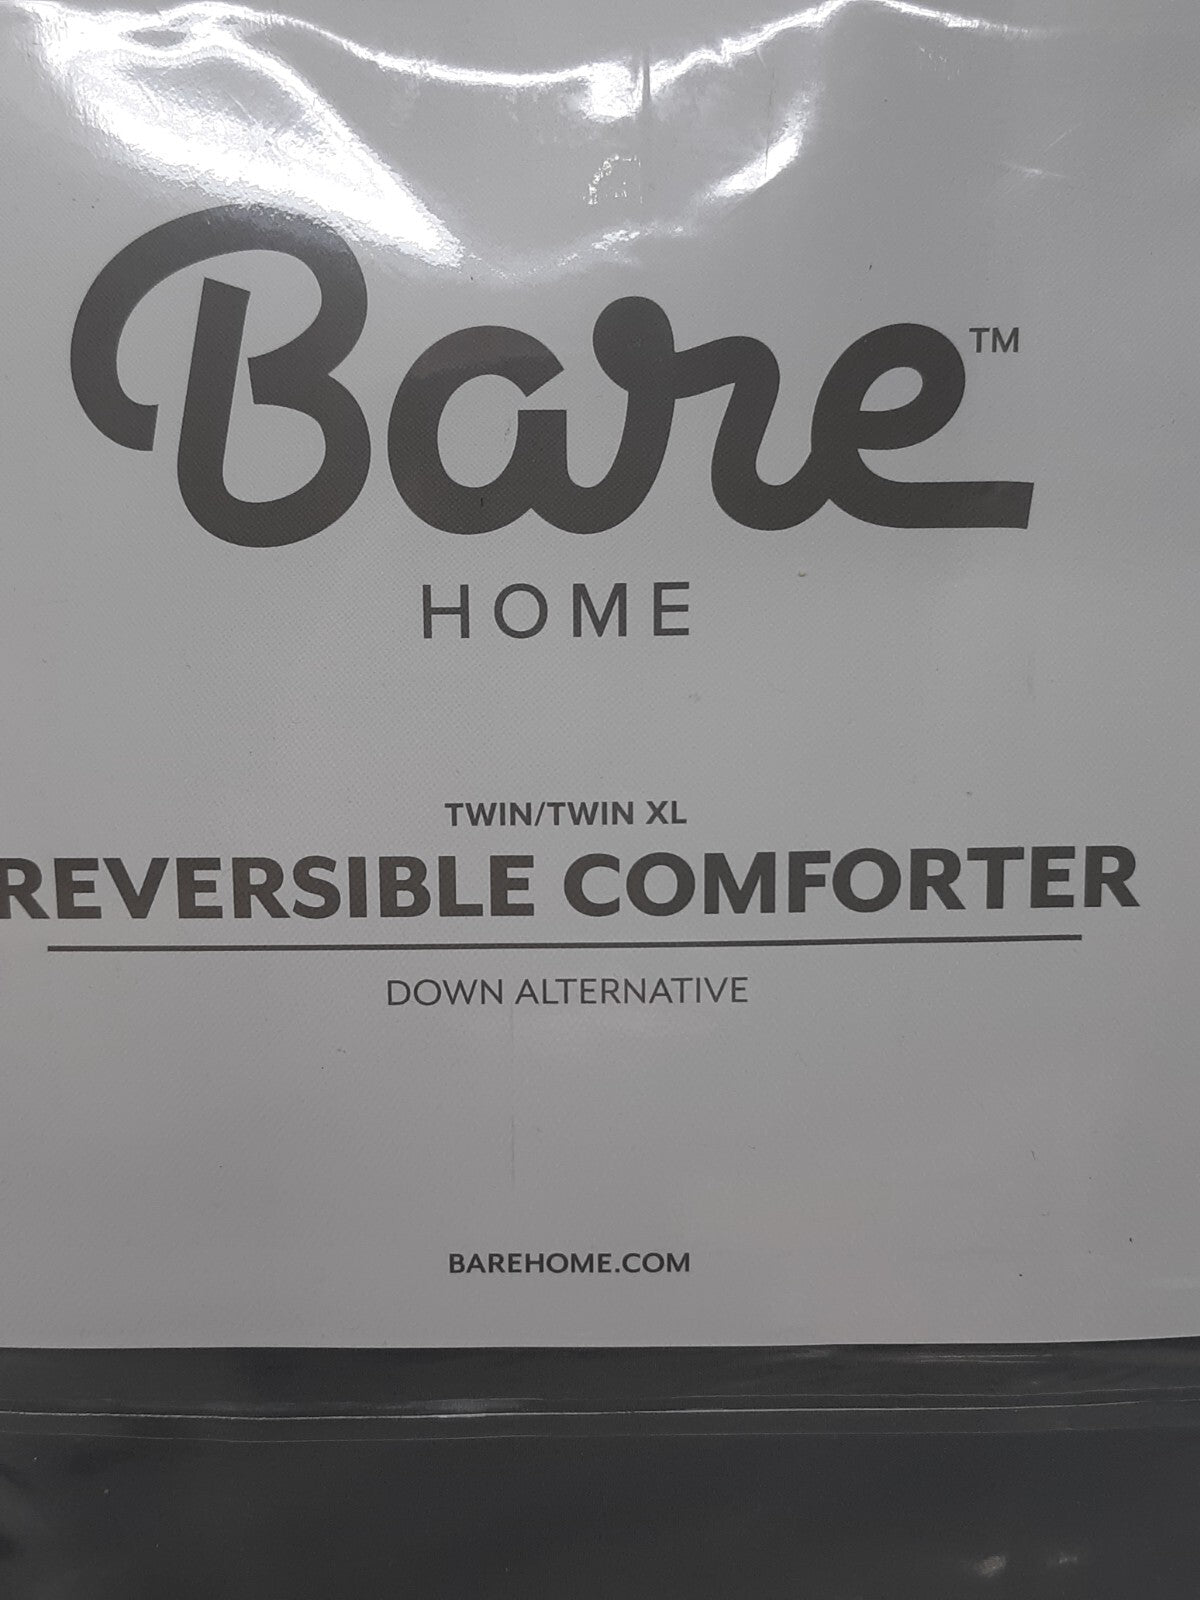 Bare™
HOME
TWIN/TWIN XL
REVERSIBLE COMFORTER
DOWN ALTERNATIVE
BAREHOME.COM